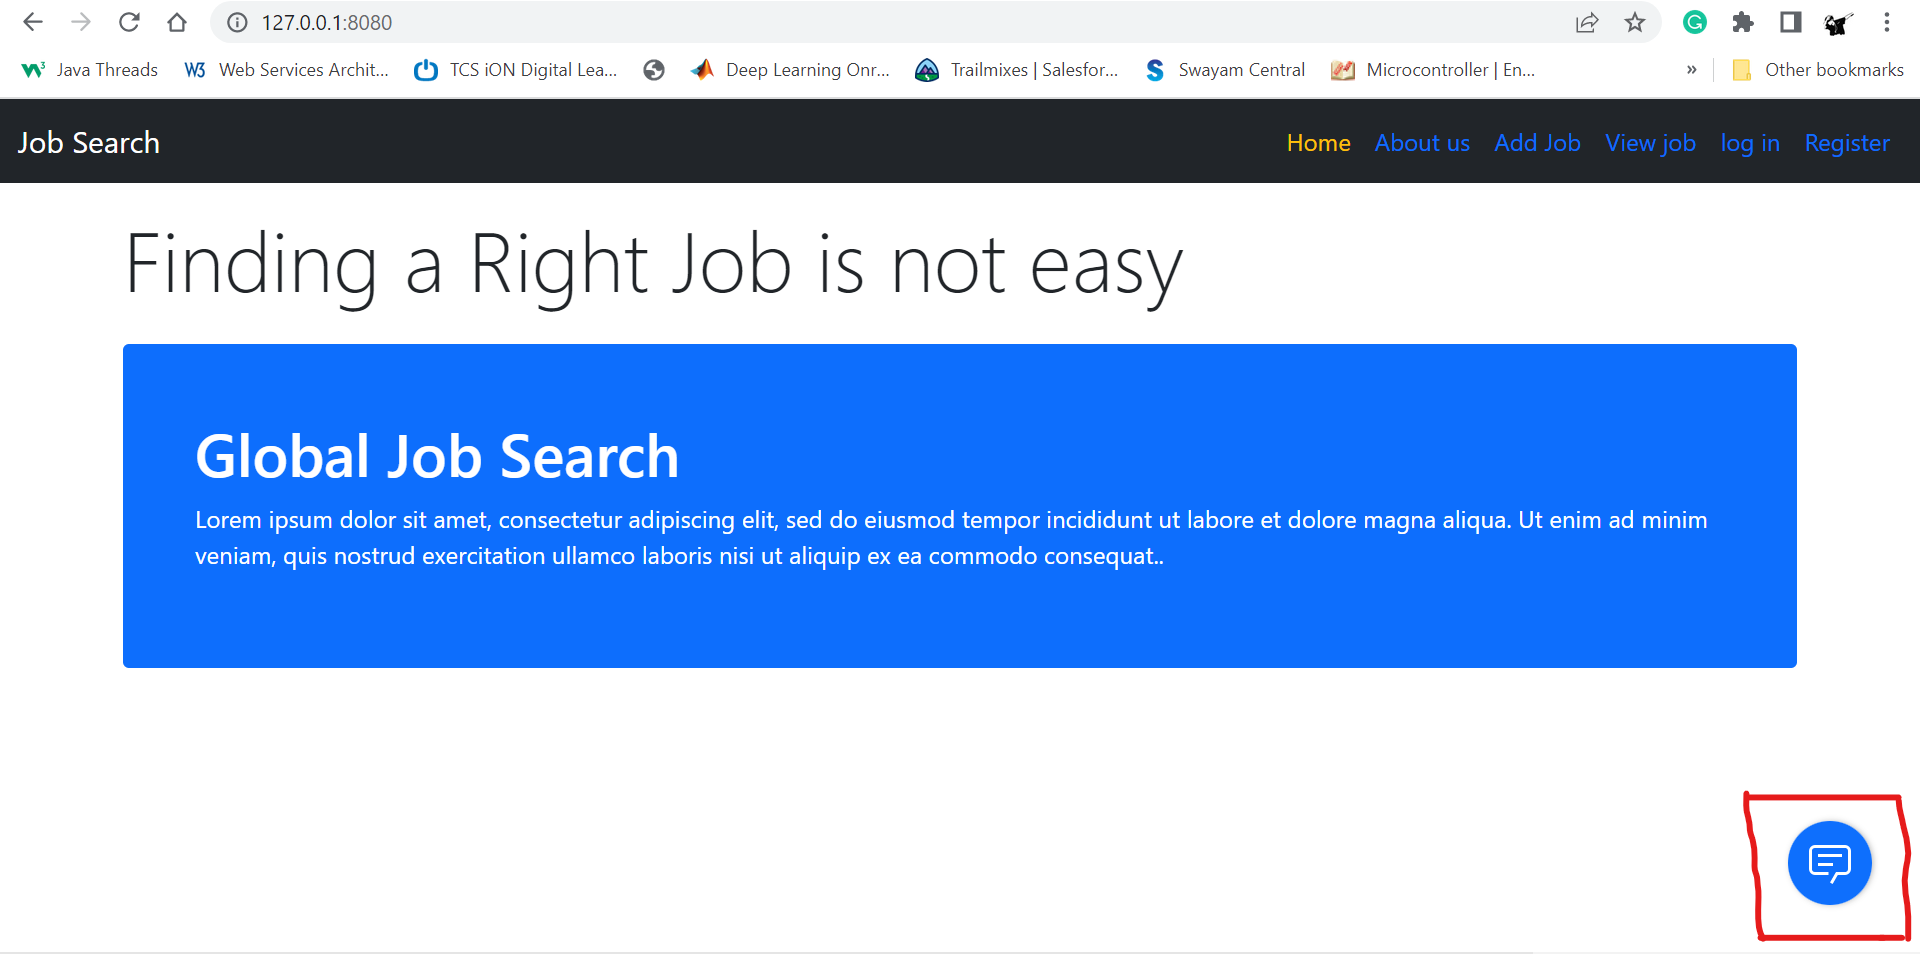 127.0.0.1:8080
Java Threads
Web Services Archit...
TCS iON Digital Lea...
Deep Learning Onr...
Trailmixes | Salesfor...
Swayam Central
Microcontroller | En...
»
Other bookmarks
Job Search
Home
About us
Add Job
View job
log in
Register
Finding a Right Job is not easy
Global Job Search
Lorem ipsum dolor sit amet, consectetur adipiscing elit, sed do eiusmod tempor incididunt ut labore et dolore magna aliqua. Ut enim ad minim
veniam, quis nostrud exercitation ullamco laboris nisi ut aliquip ex ea commodo consequat..